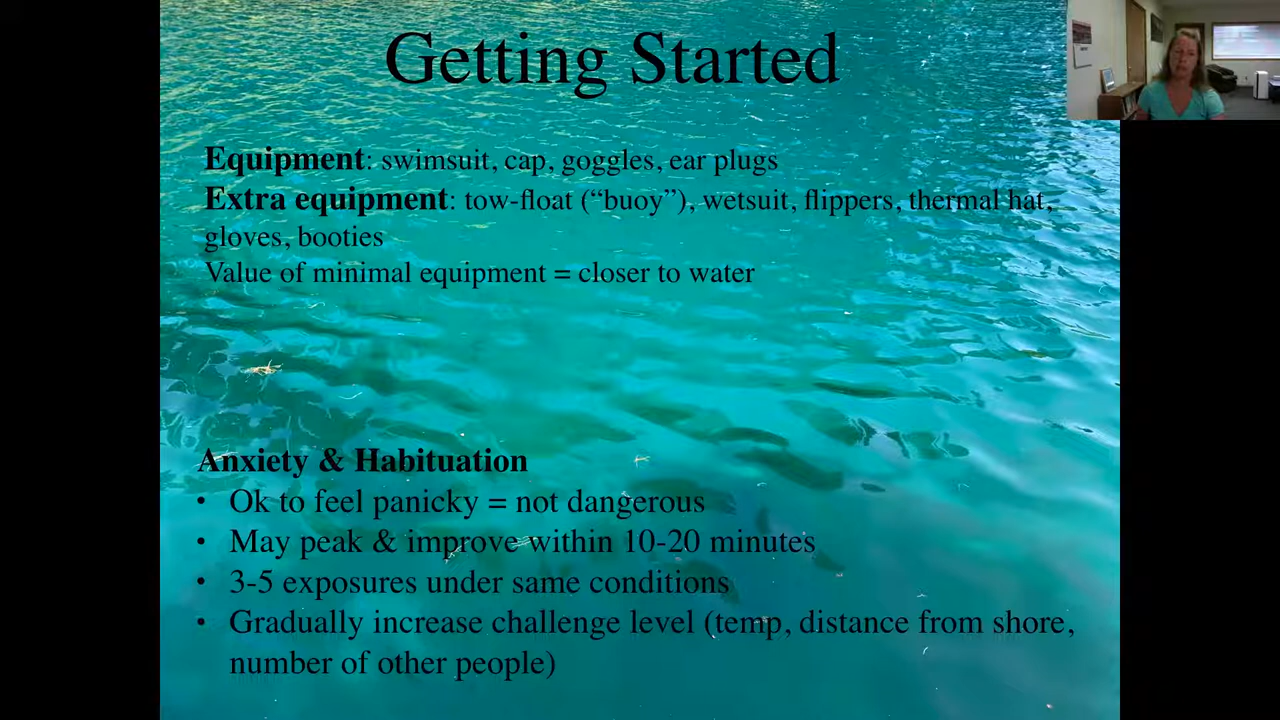 Getting Started
Equipment: swimsuit, cap, goggles, ear plugs
Extra equipment: tow-float (“buoy”), wetsuit, flippers, thermal hat,
gloves, booties
Value of minimal equipment = closer to water
Anxiety & Habituation
• Ok to feel panicky = not dangerous
• May peak & improve within 10-20 minutes
• 3-5 exposures under same conditions
• Gradually increase challenge level (temp, distance from shore,
number of other people)